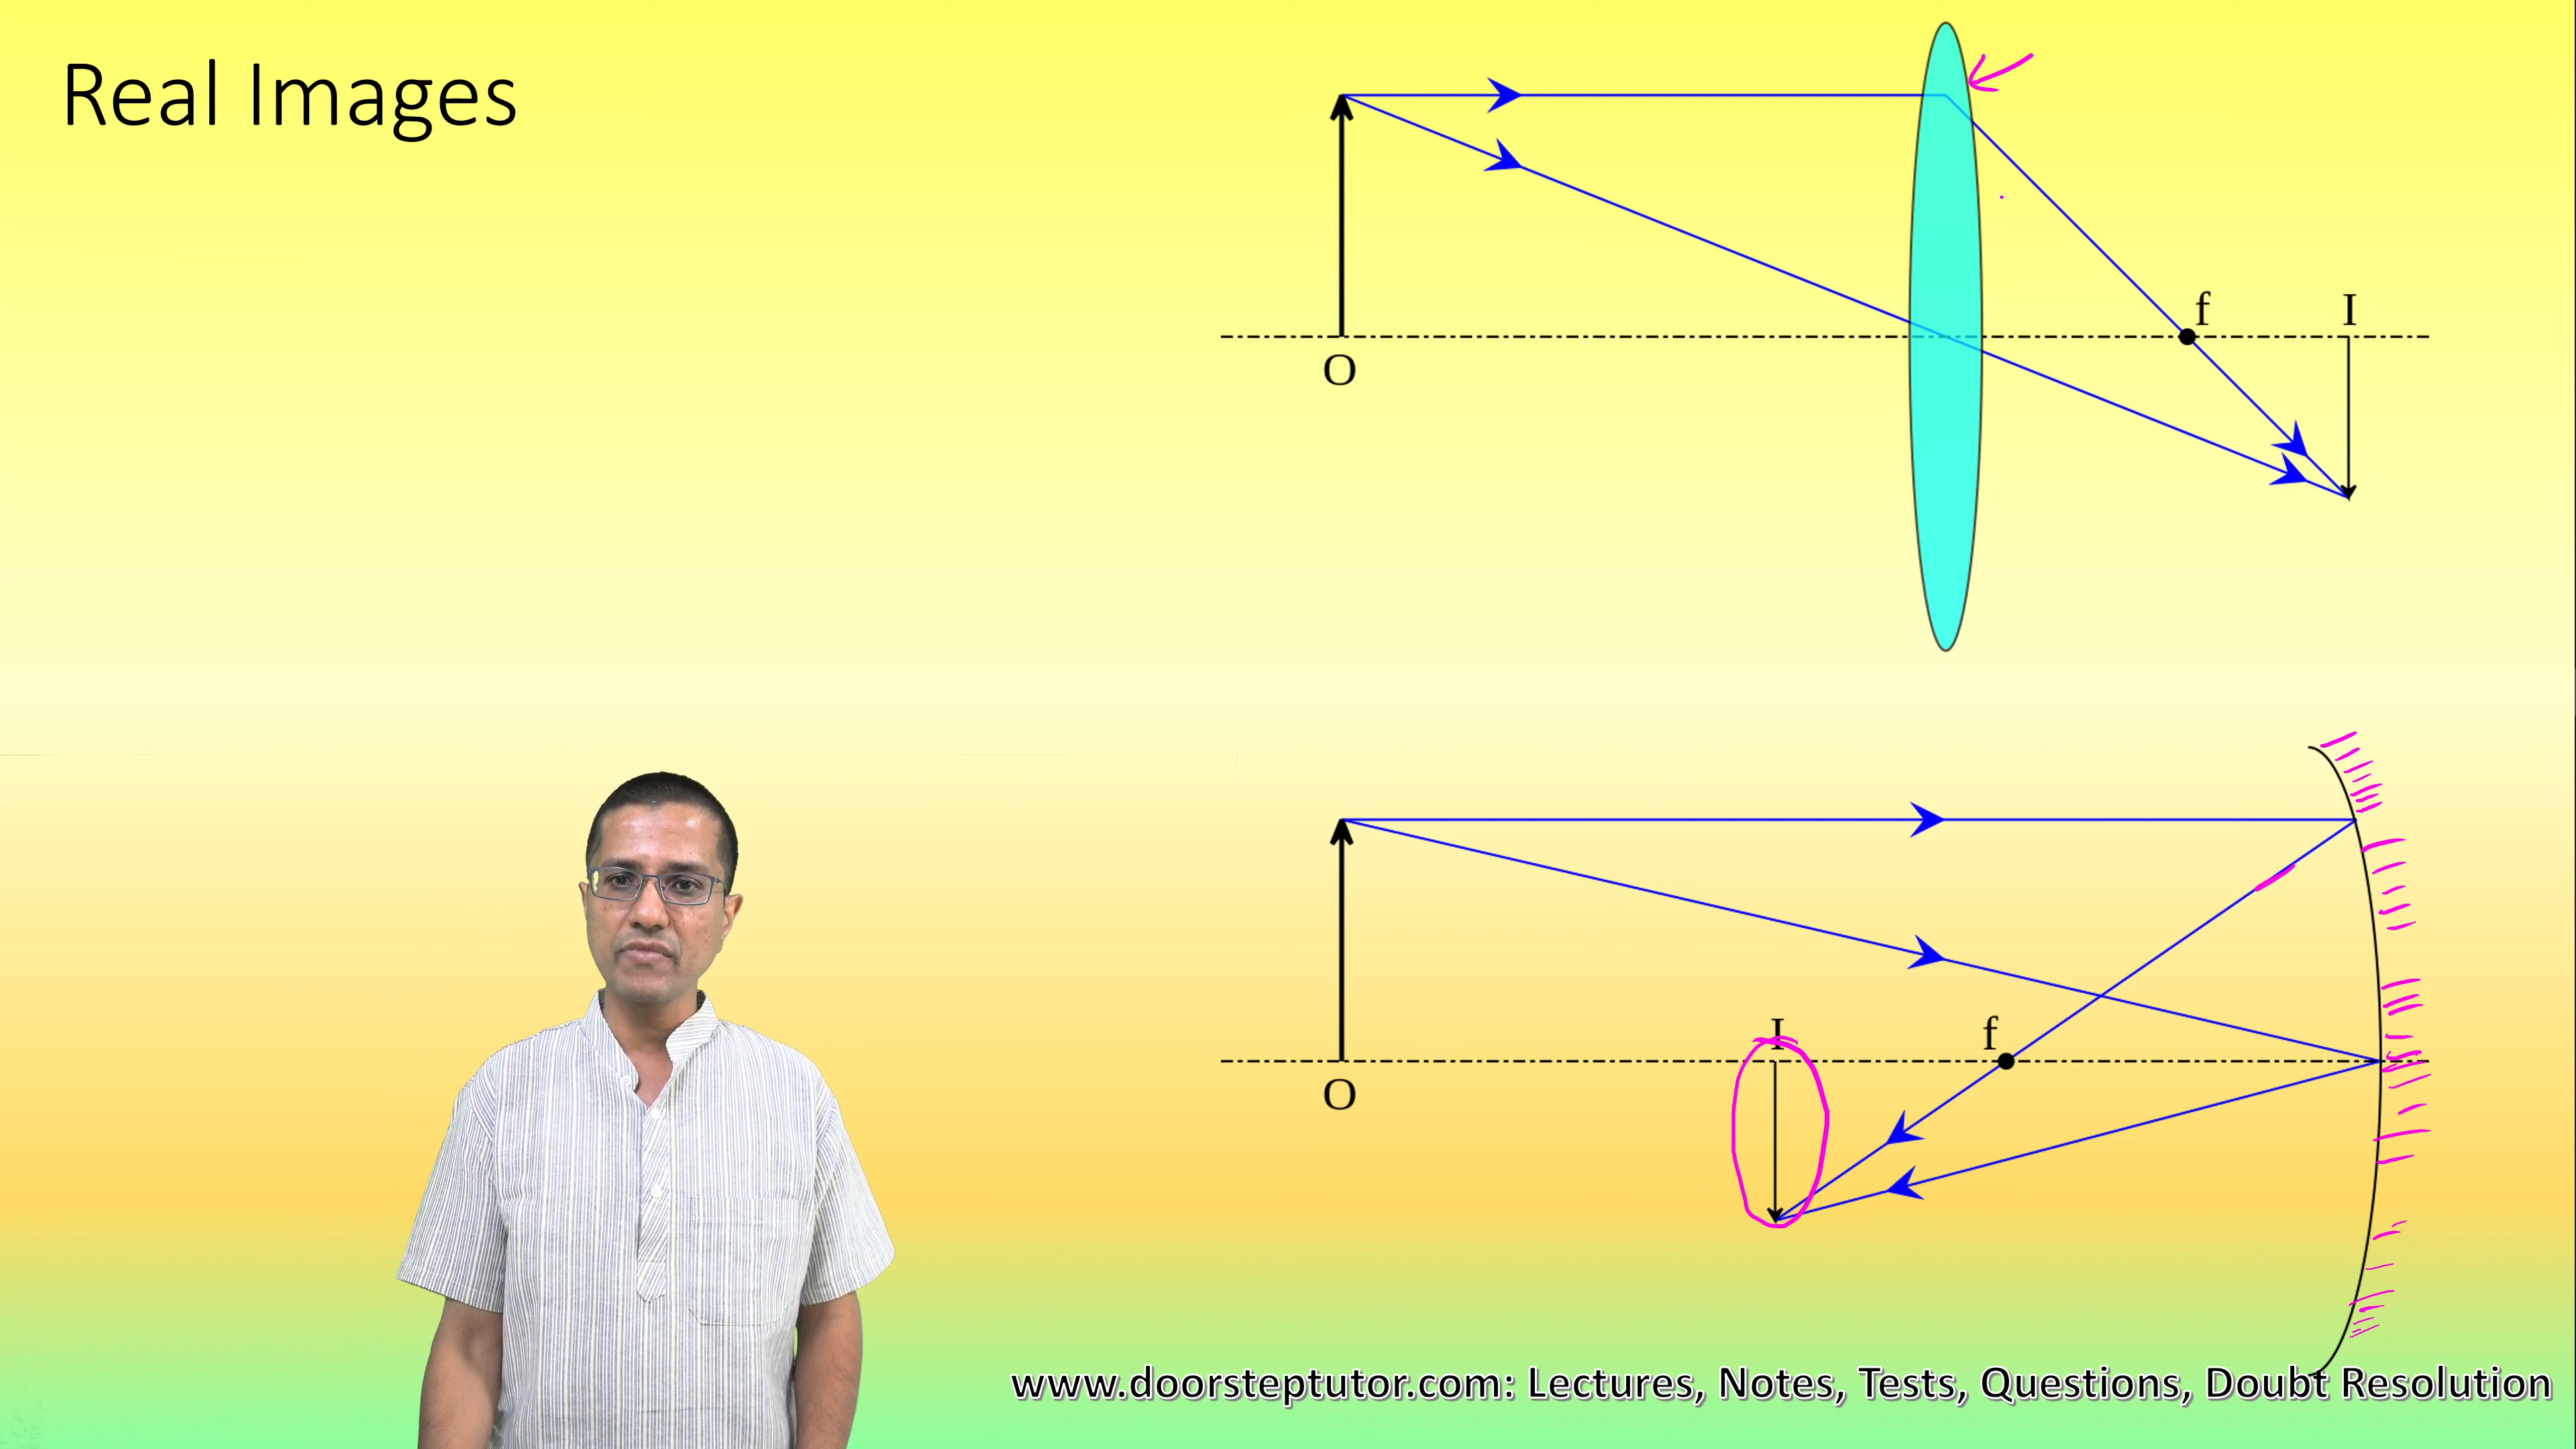 Real Images
f
I
O
I
f
O
www.doorsteptutor.com: Lectures, Notes, Tests, Questions, Doubt Resolution